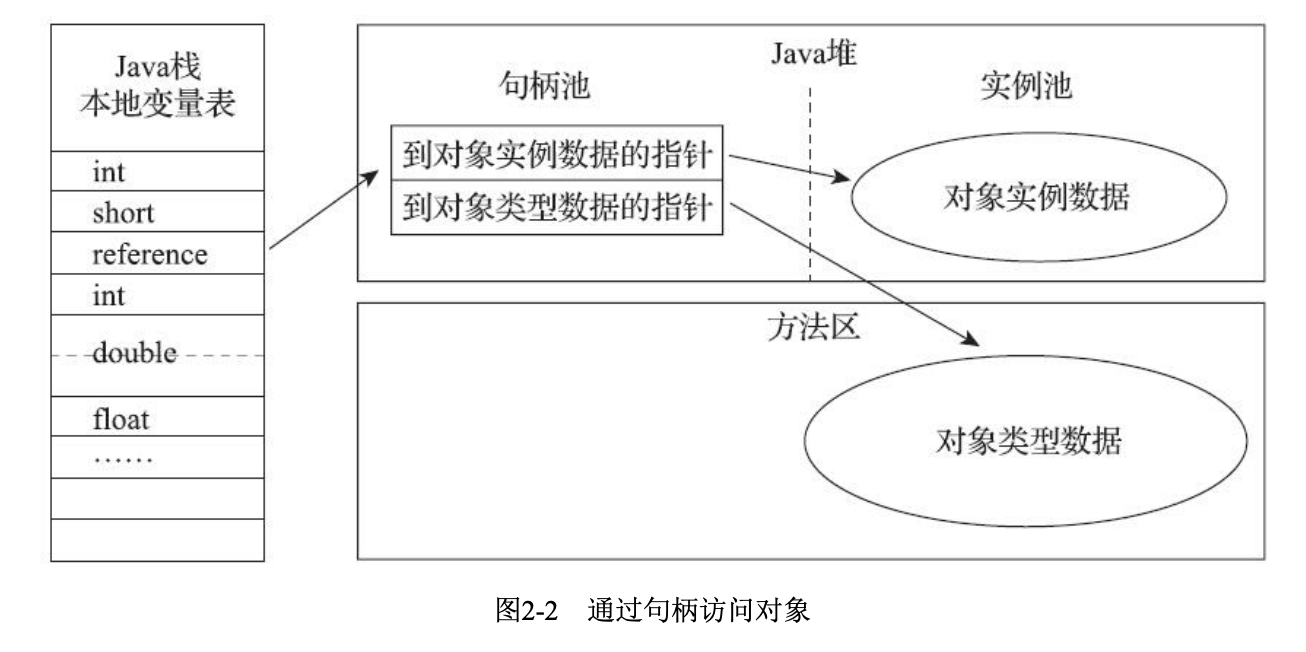 Java栈
本地变量表
int
short
reference
int
double
float
……
Java堆
句柄池
实例池
到对象实例数据的指针
到对象类型数据的指针
对象实例数据
方法区
对象类型数据
图2-2 通过句柄访问对象